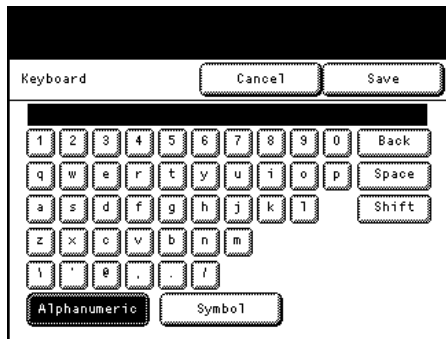 Keyboard Cancel Save
1 2 3 4 5 6 7 8 9 0 Back
q w e r t y u i o p Space
a s d f g h j k l Shift
z x c v b n m
\ ' @ , . /
Alphanumeric Symbol